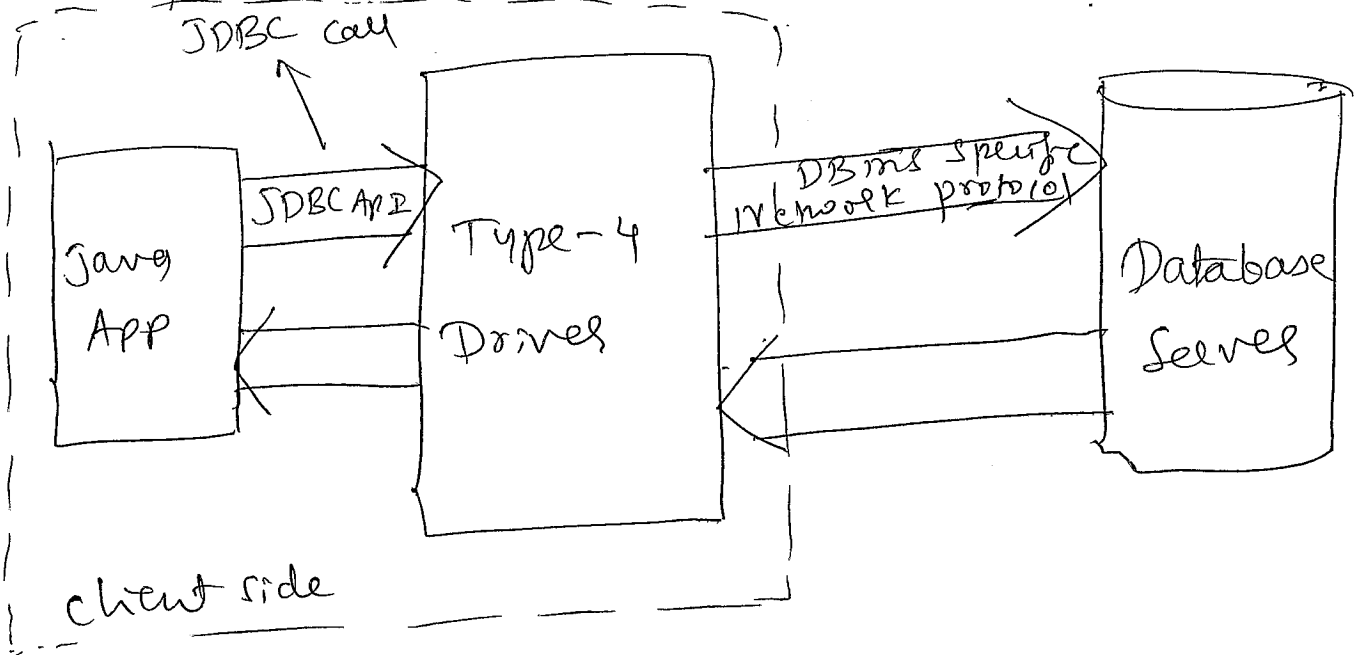 JDBC call
JDBC API
DBms specific
Network protocol
Java
App
Type-4
Driver
Database
Server
client side